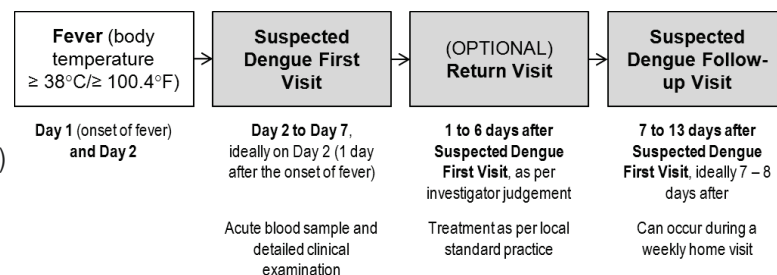 Fever (body
temperature
≥ 38°C/≥ 100.4°F)
Suspected
Dengue First
Visit
(OPTIONAL)
Return Visit
Suspected
Dengue Follow-
up Visit
Day 1 (onset of fever)
and Day 2
Day 2 to Day 7,
ideally on Day 2 (1 day
after the onset of fever)
1 to 6 days after
Suspected Dengue
First Visit, as per
investigator judgement
7 to 13 days after
Suspected Dengue
First Visit, ideally 7 – 8
days after
)
Acute blood sample and
detailed clinical
examination
Treatment as per local
standard practice
Can occur during a
weekly home visit